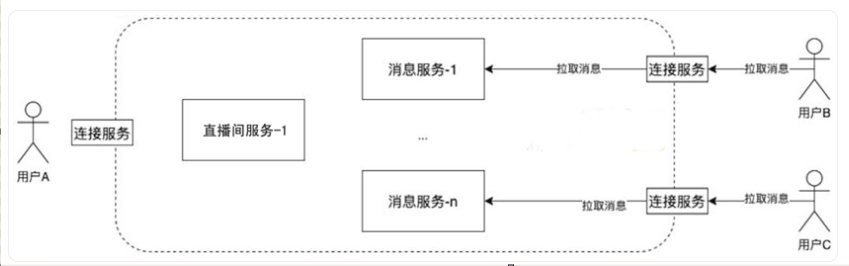 消息服务-1
拉取消息
连接服务
拉取消息
用户B
连接服务
直播间服务-1
...
用户A
消息服务-n
拉取消息
连接服务
拉取消息
用户C